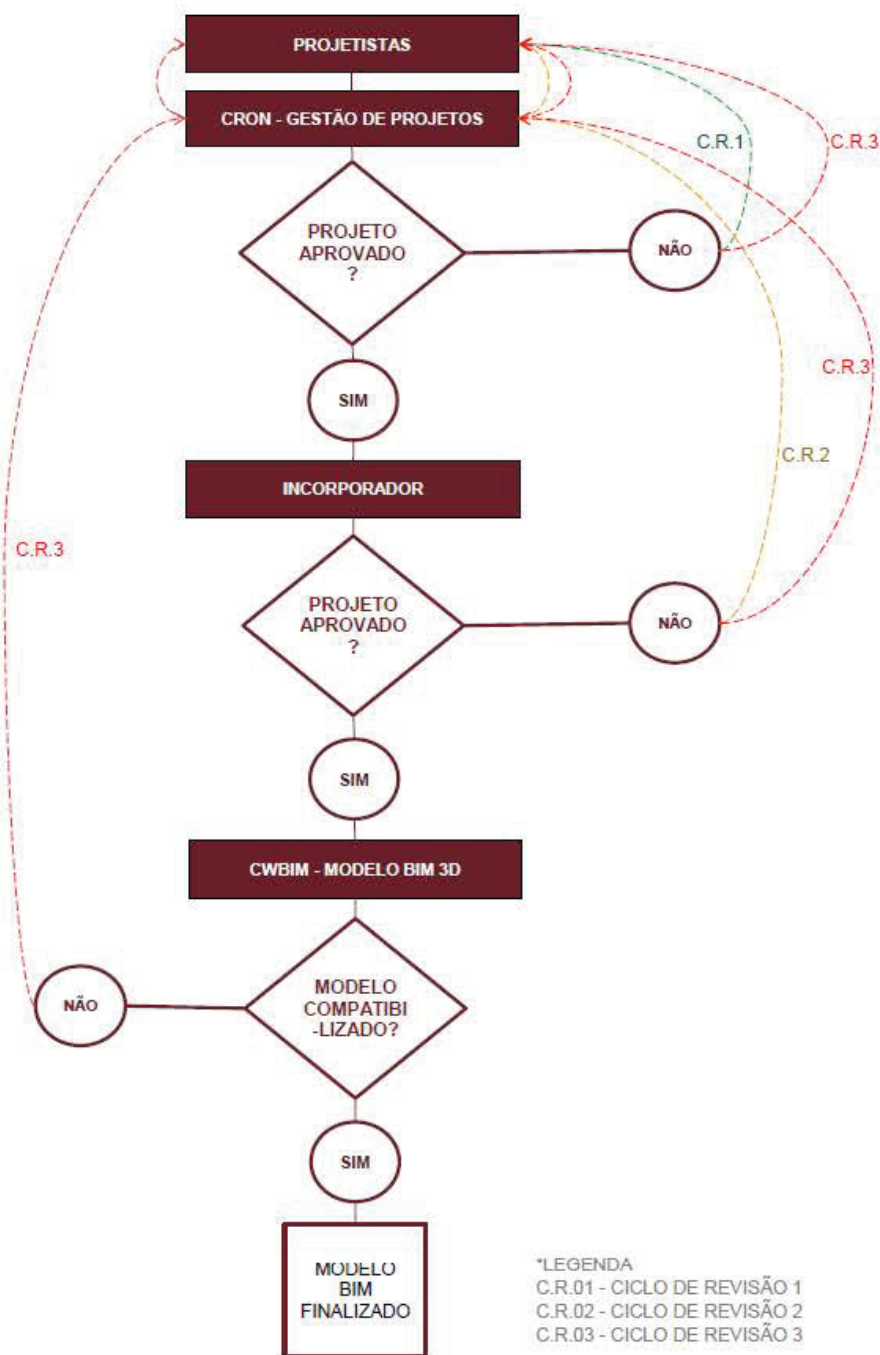 PROJETISTAS
CRON - GESTÃO DE PROJETOS
C.R.1
C.R.3
PROJETO
APROVADO
?
NÃO
SIM
C.R.3
C.R.2
INCORPORADOR
C.R.3
PROJETO
APROVADO
?
NÃO
SIM
CWBIM - MODELO BIM 3D
MODELO
COMPATIBI
-LIZADO?
NÃO
SIM
MODELO
BIM
FINALIZADO
*LEGENDA
C.R.01 - CICLO DE REVISÃO 1
C.R.02 - CICLO DE REVISÃO 2
C.R.03 - CICLO DE REVISÃO 3